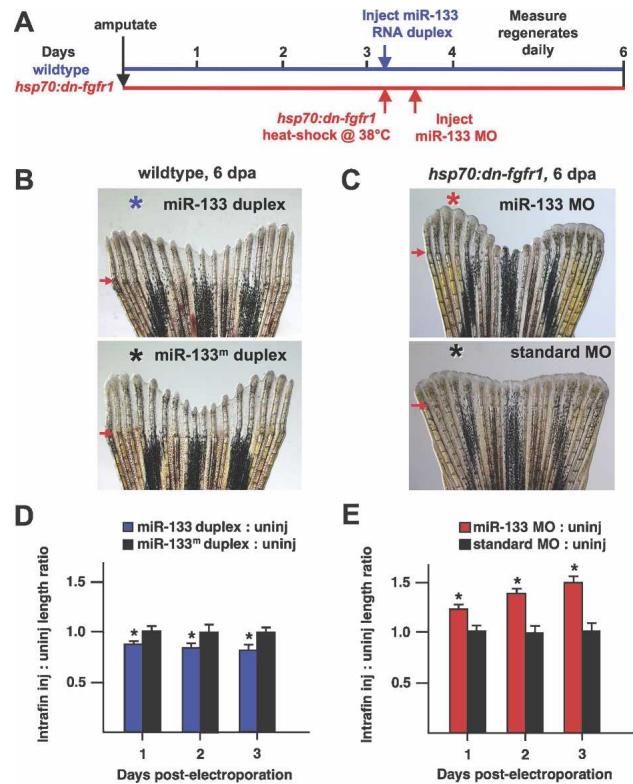 A
amputate
Inject miR-133
RNA duplex
Measure
regenerates
daily
Days
1
2
3
4
6
wildtype
hsp70:dn-fgfr1
hsp70:dn-fgfr1
heat-shock @ 38°C
Inject
miR-133 MO
B
wildtype, 6 dpa
* miR-133 duplex
* miR-133ᵐ duplex
C
hsp70:dn-fgfr1, 6 dpa
* miR-133 MO
* standard MO
D
miR-133 duplex : uninj
miR-133ᵐ duplex : uninj
Intrafin inj : uninj length ratio
1.5
1.0
0.5
* * *
1 2 3
Days post-electroporation
E
miR-133 MO : uninj
standard MO : uninj
Intrafin inj : uninj length ratio
1.5
1.0
0.5
* * *
1 2 3
Days post-electroporation